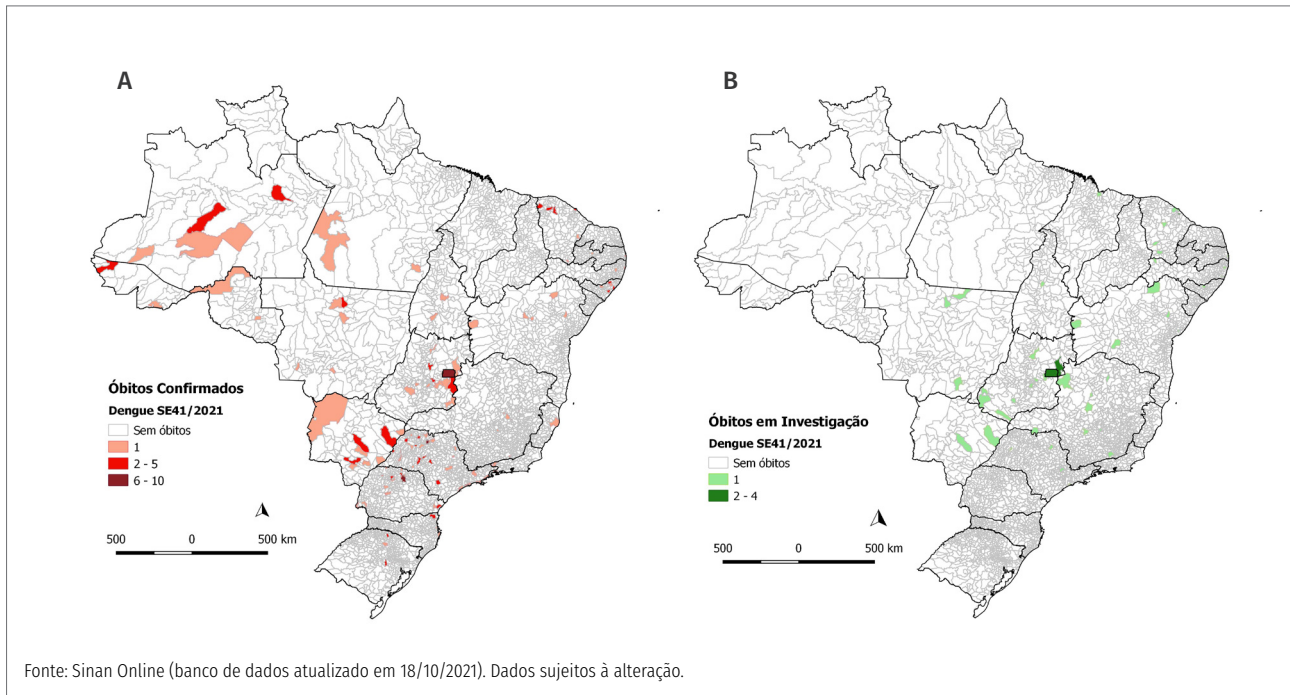 A
Óbitos Confirmados
Dengue SE41/2021
Sem óbitos
1
2 - 5
6 - 10
500 0 500 km
B
Óbitos em Investigação
Dengue SE41/2021
Sem óbitos
1
2 - 4
500 0 500 km
Fonte: Sinan Online (banco de dados atualizado em 18/10/2021). Dados sujeitos à alteração.